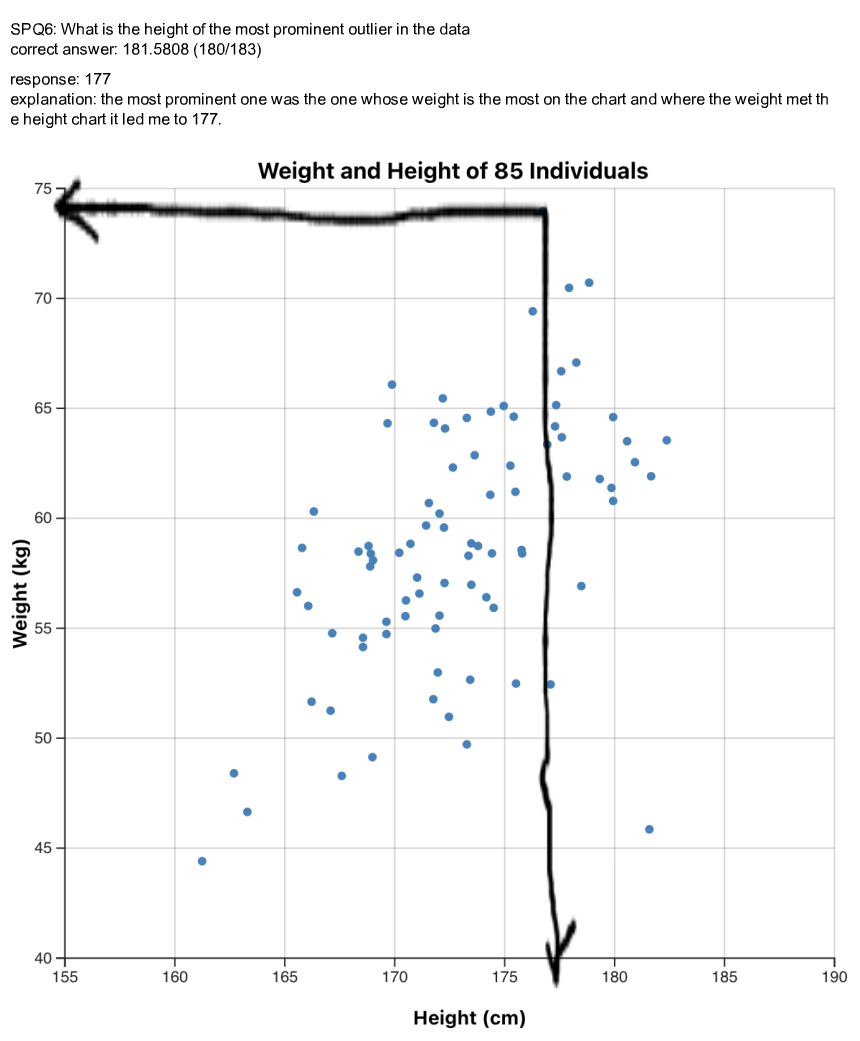 SPQ6: What is the height of the most prominent outlier in the data
correct answer: 181.5808 (180/183)
response: 177
explanation: the most prominent one was the one whose weight is the most on the chart and where the weight met th
e height chart it led me to 177.
Weight and Height of 85 Individuals
75
70
65
60
55
50
45
40
Weight (kg)
155 160 165 170 175 180 185 190
Height (cm)